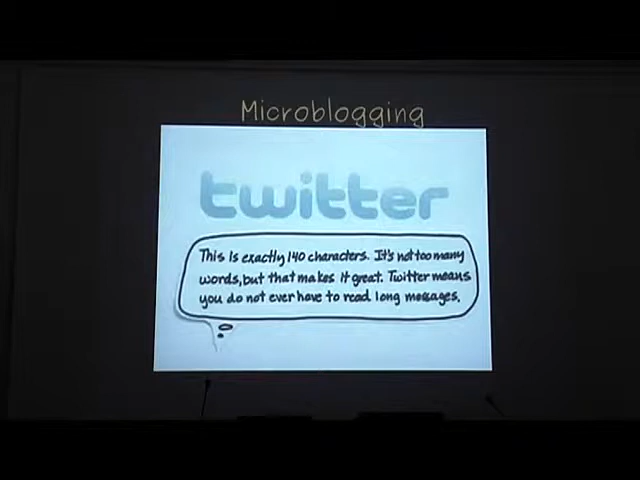 Microblogging
twitter
This is exactly 140 characters. It's not too many
words, but that makes it great. Twitter means
you do not ever have to read long messages.